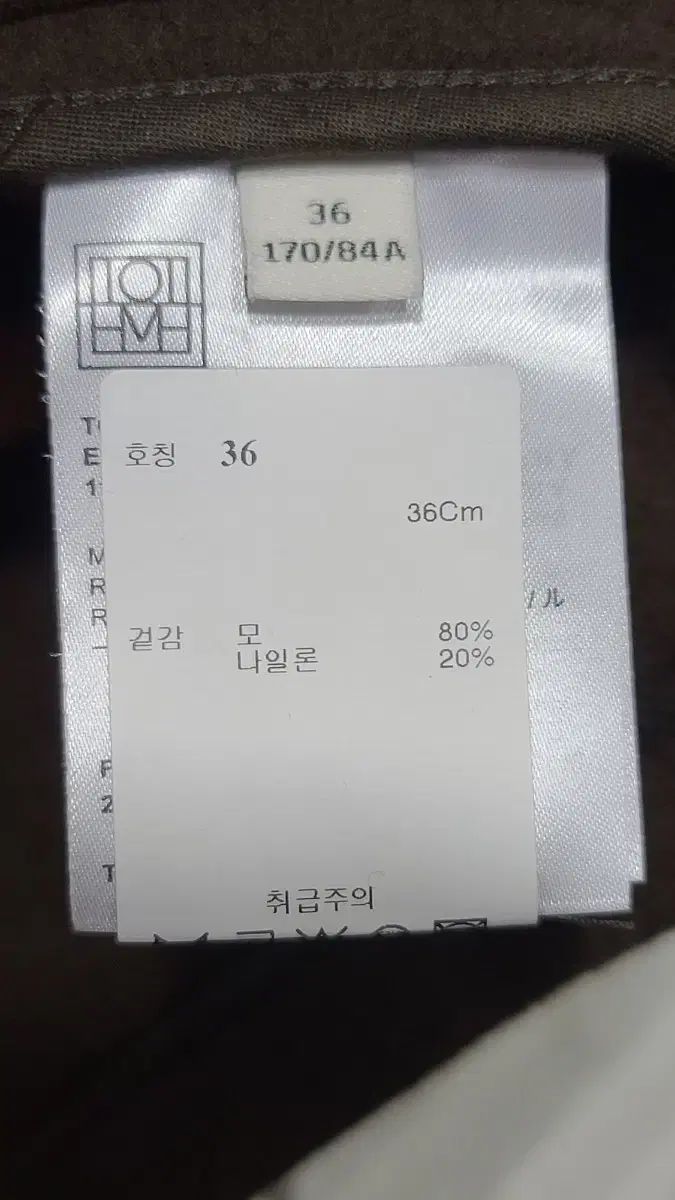 36
170/84A
TOTEME
호칭 36
36Cm
겉감 모 80%
나일론 20%
취급주의